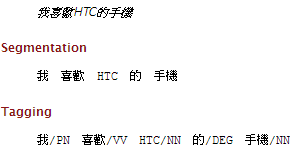 我喜歡HTC的手機
Segmentation
我 喜歡 HTC 的 手機
Tagging
我/PN 喜歡/VV HTC/NN 的/DEG 手機/NN